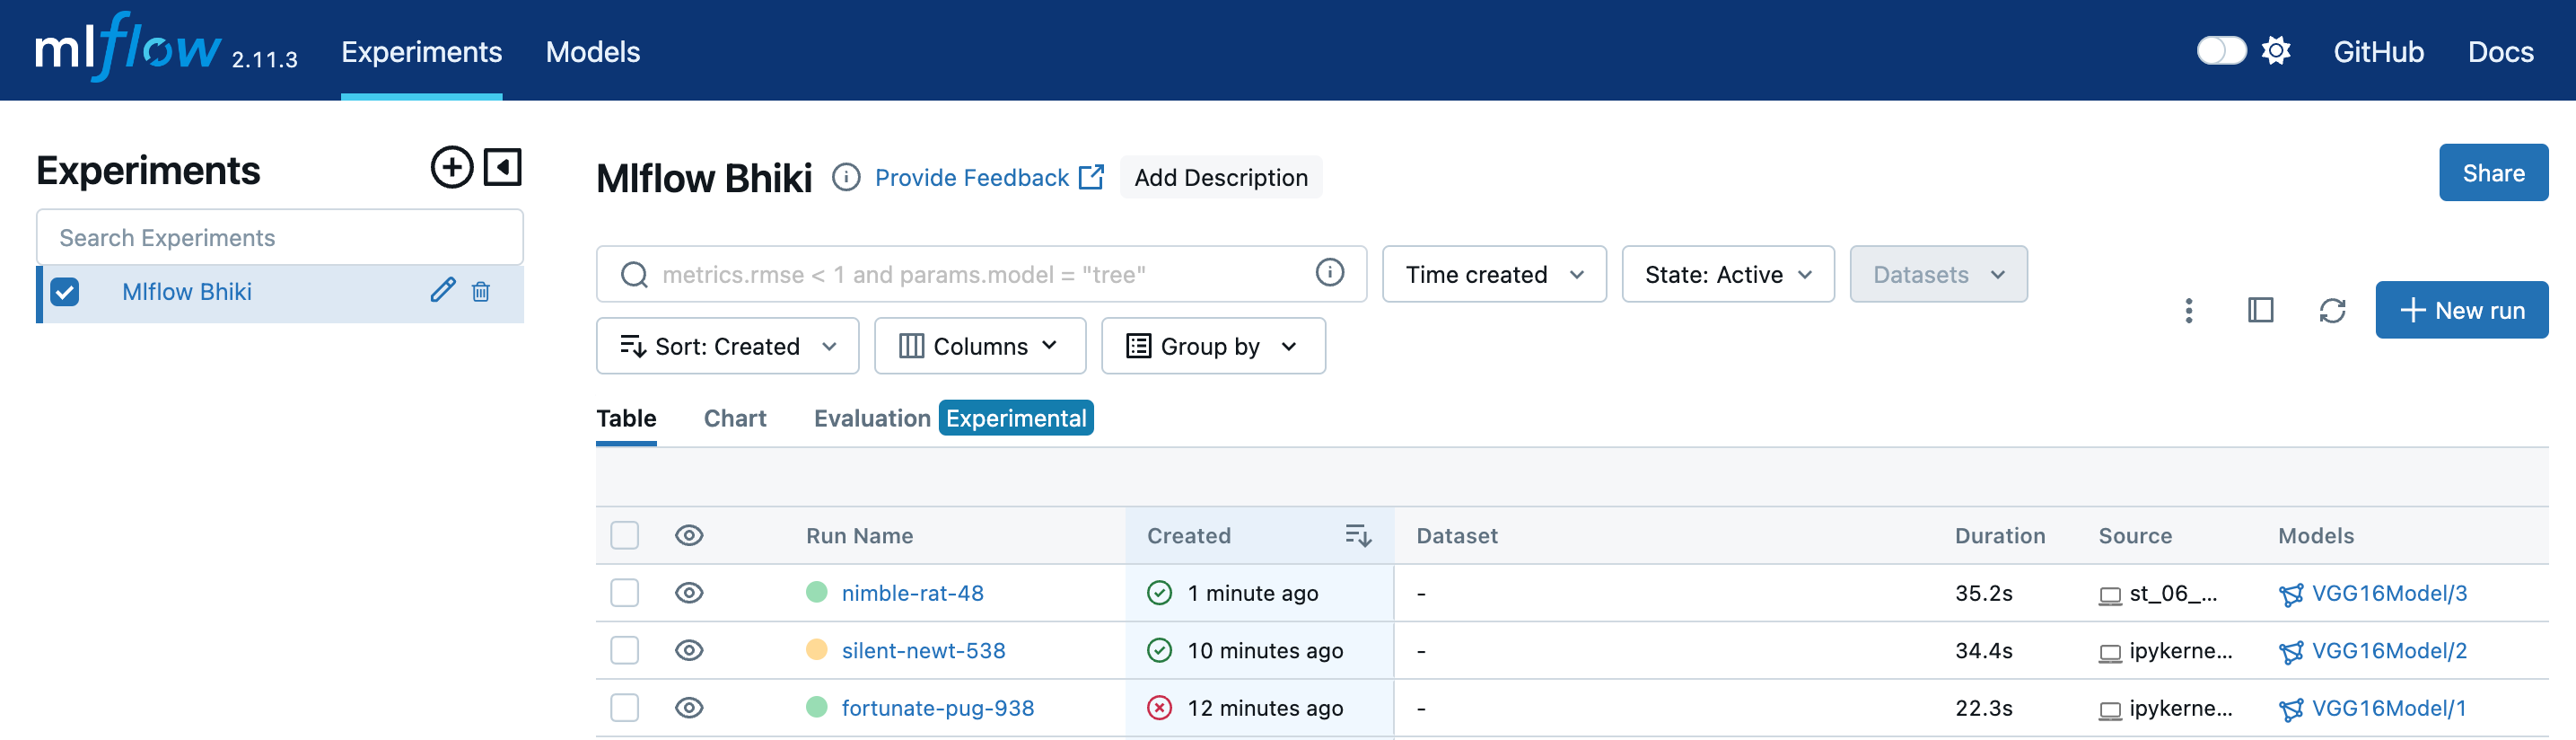 mlflow 2.11.3 Experiments Models GitHub Docs
Experiments
Search Experiments
Mlflow Bhiki
Mlflow Bhiki Provide Feedback Add Description Share
metrics.rmse < 1 and params.model = "tree" Time created State: Active Datasets
Sort: Created Columns Group by
New run
Table Chart Evaluation Experimental
Run Name Created Dataset Duration Source Models
nimble-rat-48 1 minute ago - 35.2s st_06_... VGG16Model/3
silent-newt-538 10 minutes ago - 34.4s ipykerne... VGG16Model/2
fortunate-pug-938 12 minutes ago - 22.3s ipykerne... VGG16Model/1